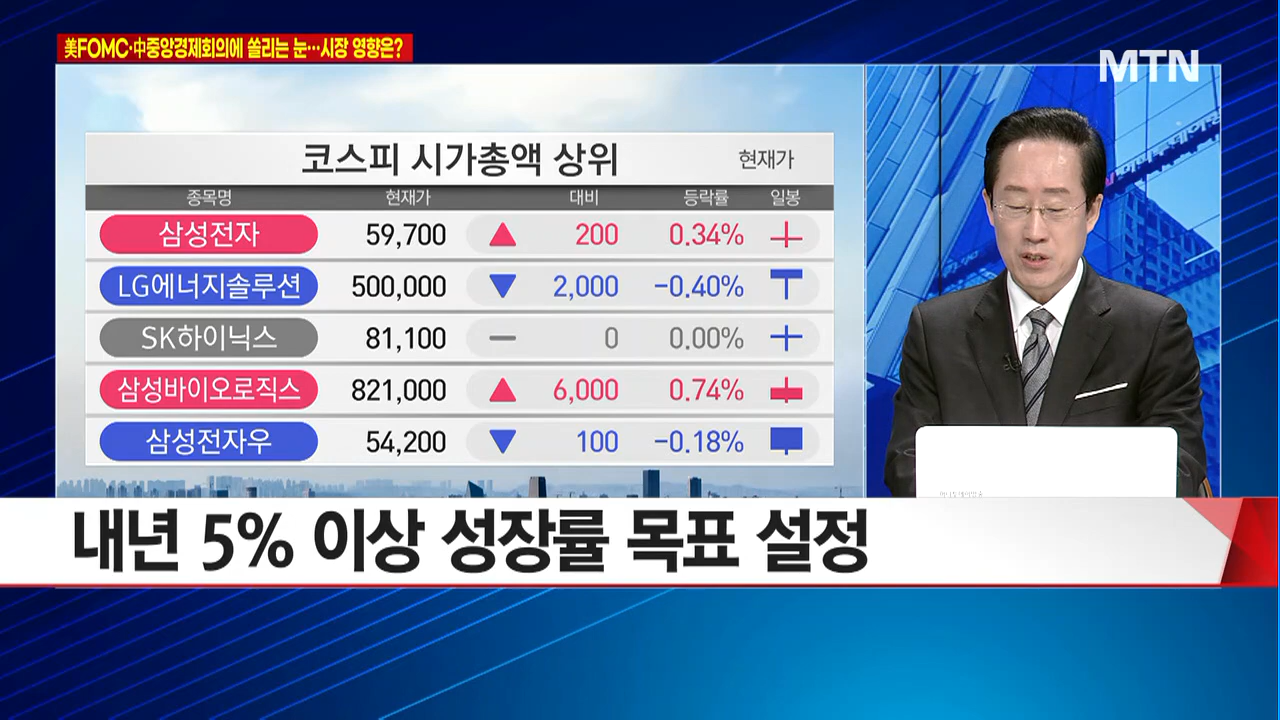 美FOMC·中중앙경제회의에 쏠리는 눈…시장 영향은?
MTN
코스피 시가총액 상위 현재가
종목명 현재가 대비 등락률 일봉
삼성전자 59,700 ▲ 200 0.34%
LG에너지솔루션 500,000 ▼ 2,000 -0.40%
SK하이닉스 81,100 － 0 0.00%
삼성바이오로직스 821,000 ▲ 6,000 0.74%
삼성전자우 54,200 ▼ 100 -0.18%
내년 5% 이상 성장률 목표 설정